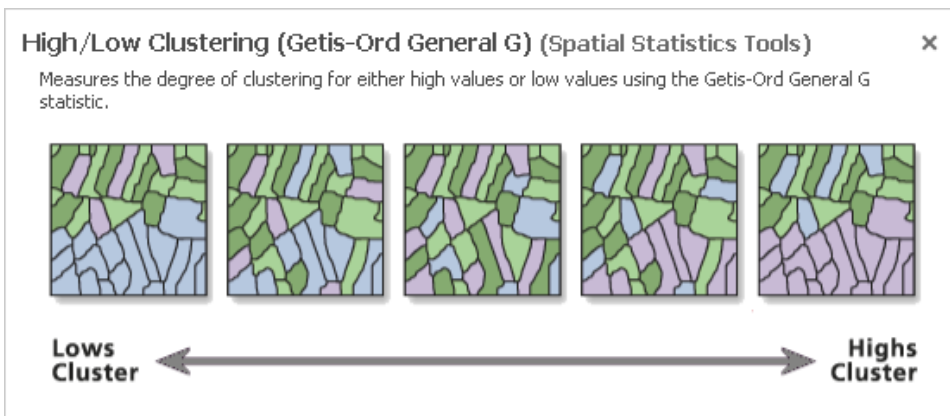 High/Low Clustering (Getis-Ord General G) (Spatial Statistics Tools)
Measures the degree of clustering for either high values or low values using the Getis-Ord General G
statistic.
Lows
Cluster
Highs
Cluster